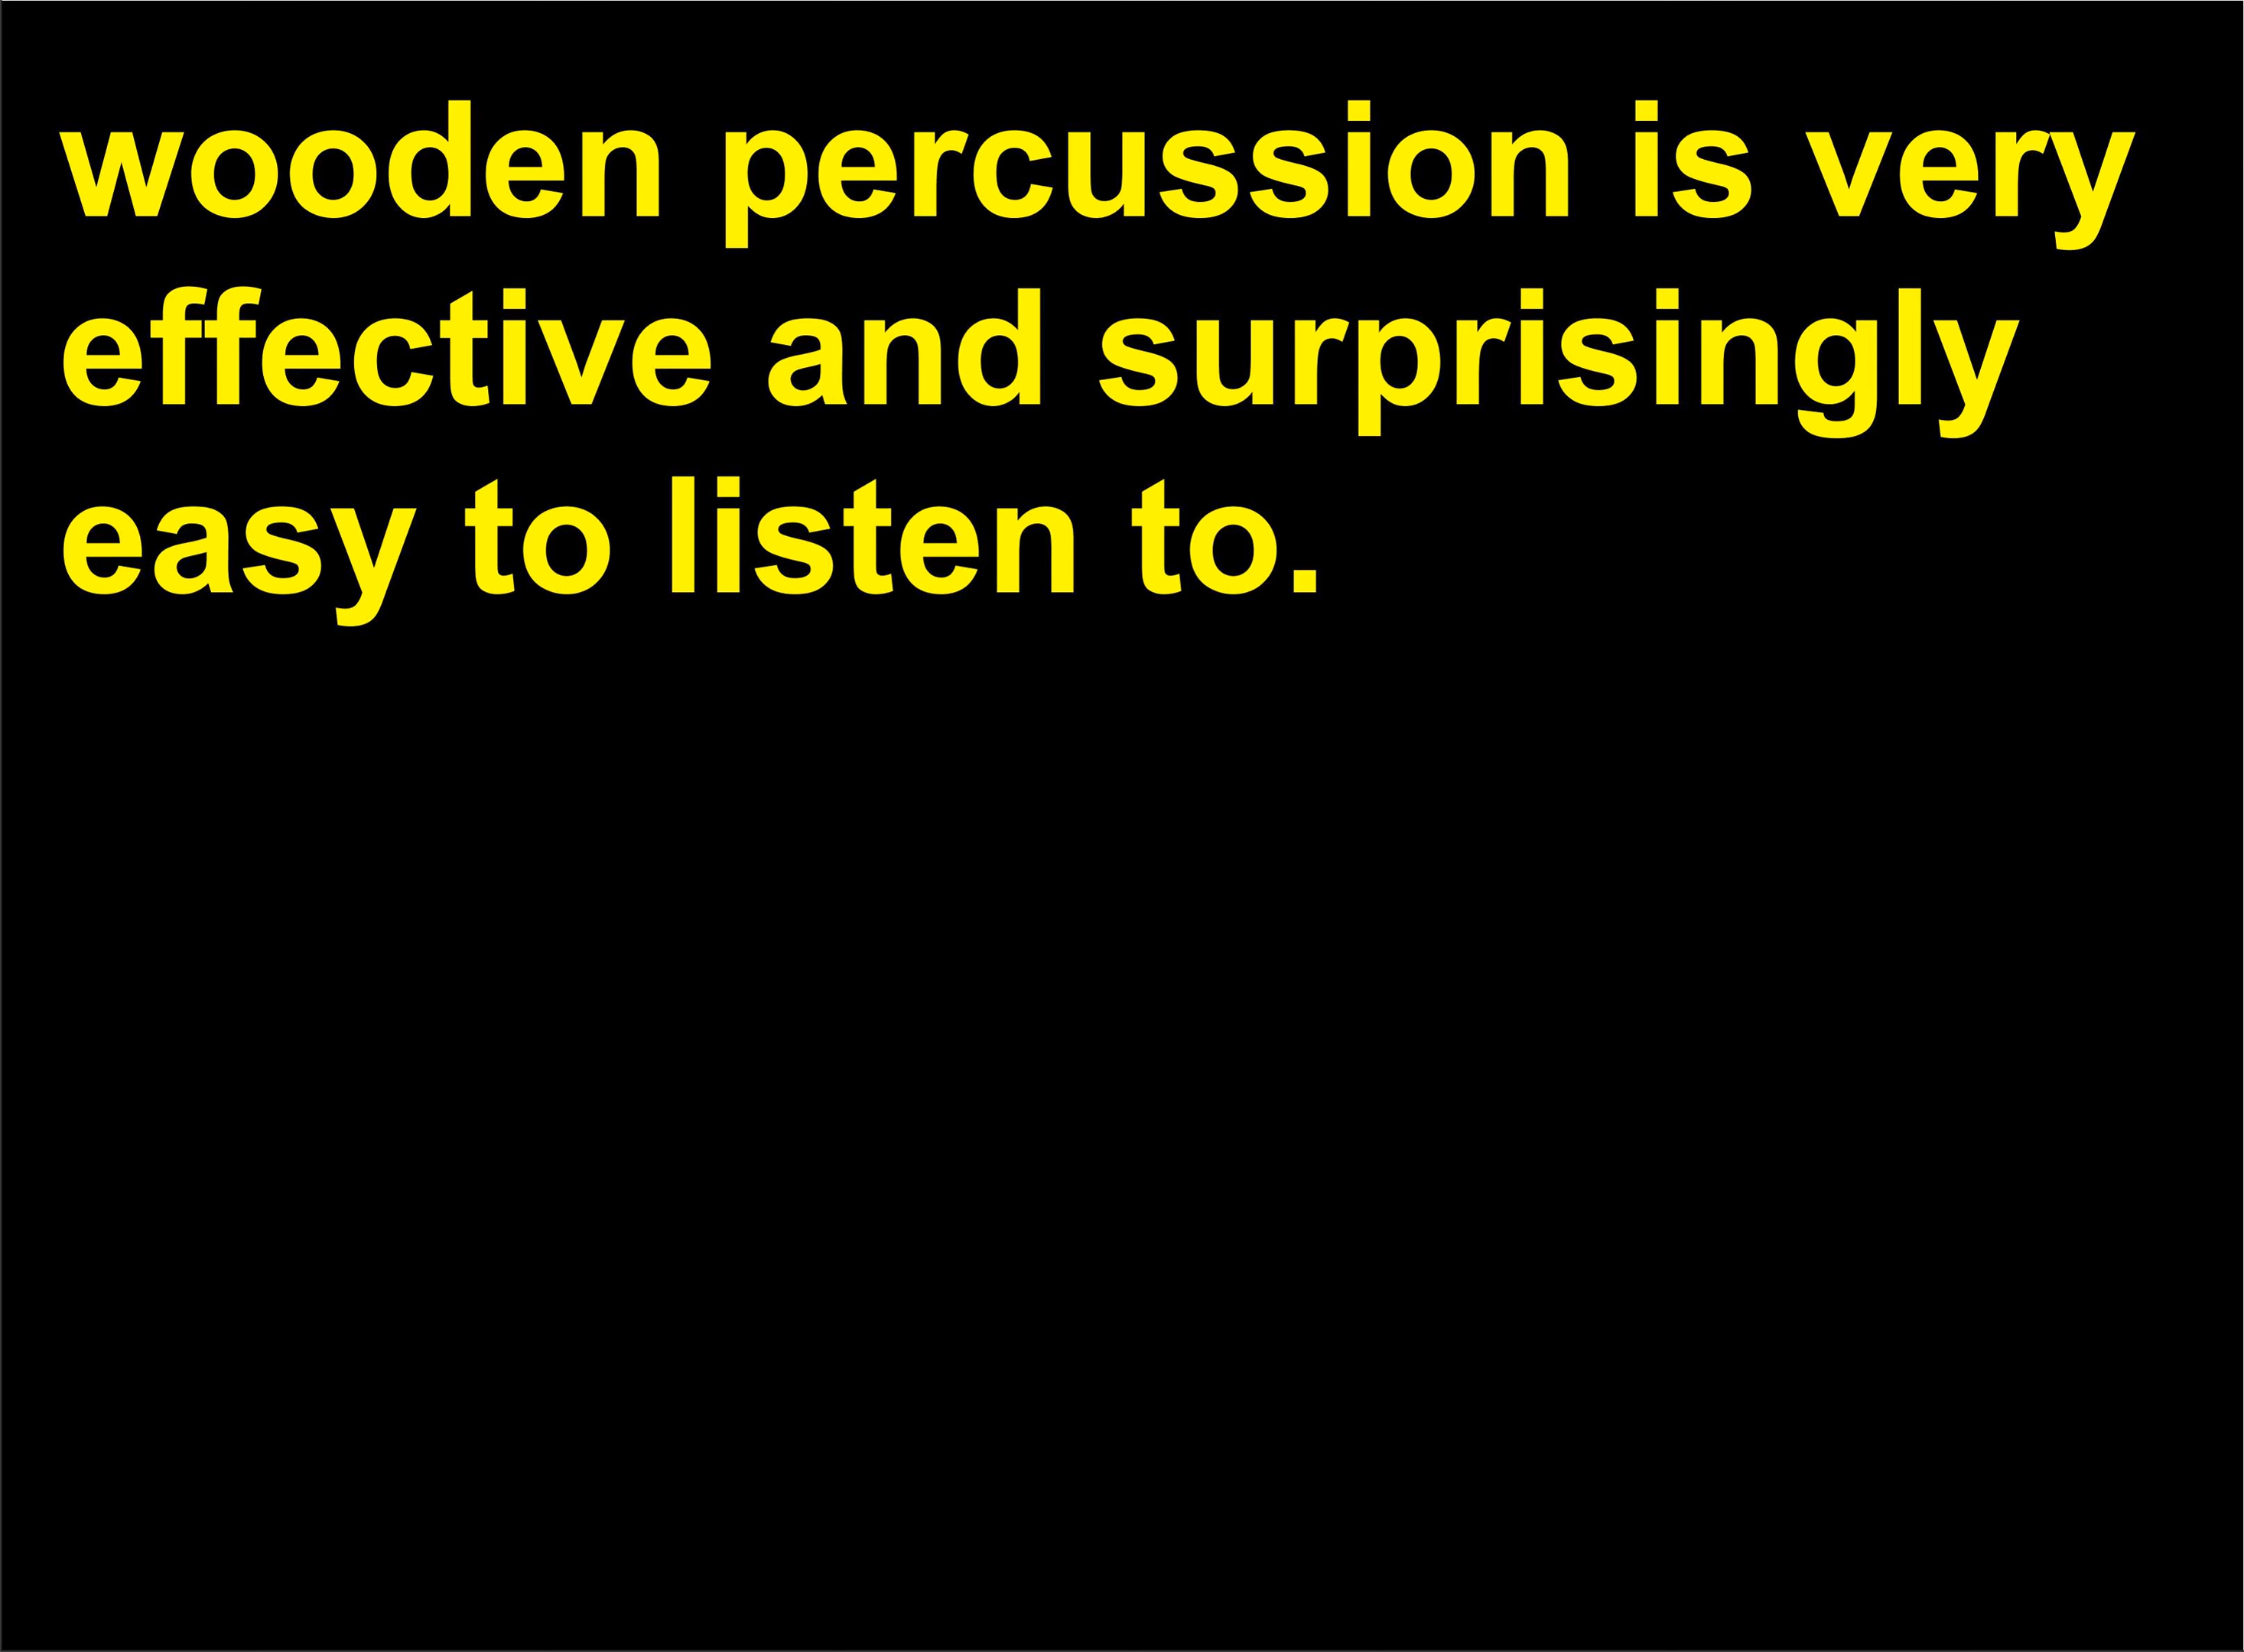 wooden percussion is very
effective and surprisingly
easy to listen to.